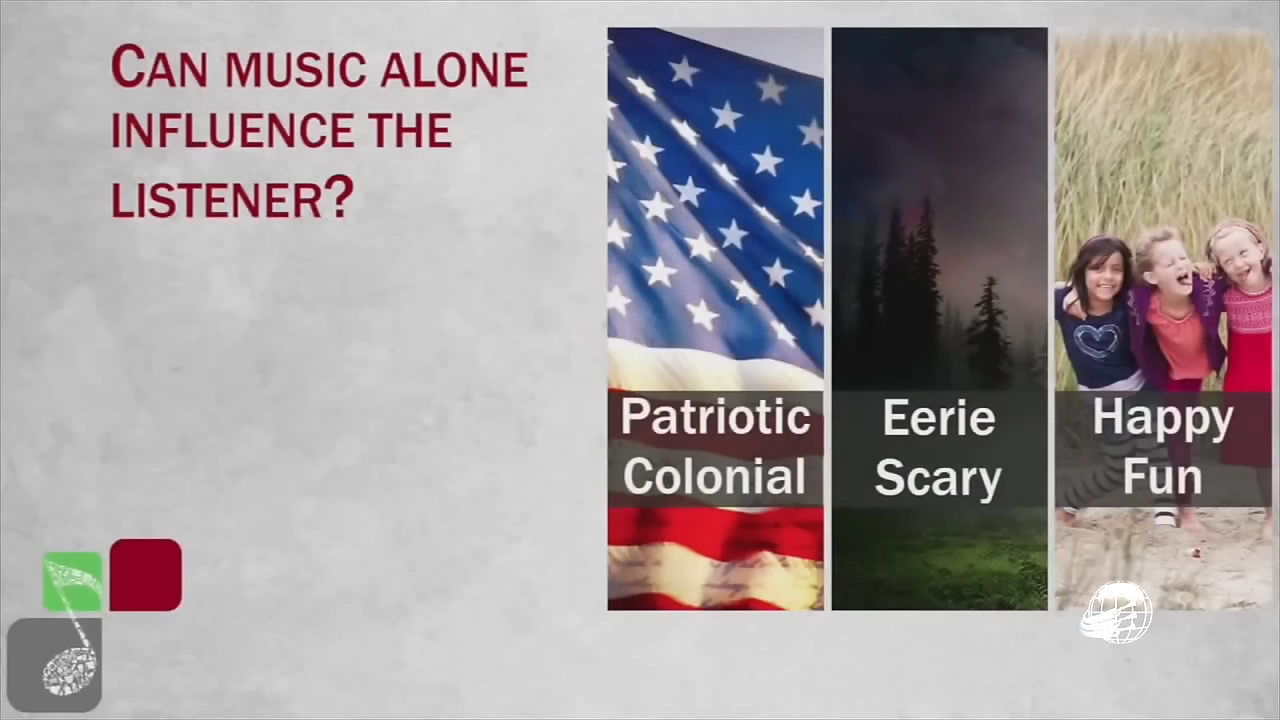 CAN MUSIC ALONE
INFLUENCE THE
LISTENER?
Patriotic
Colonial
Eerie
Scary
Happy
Fun